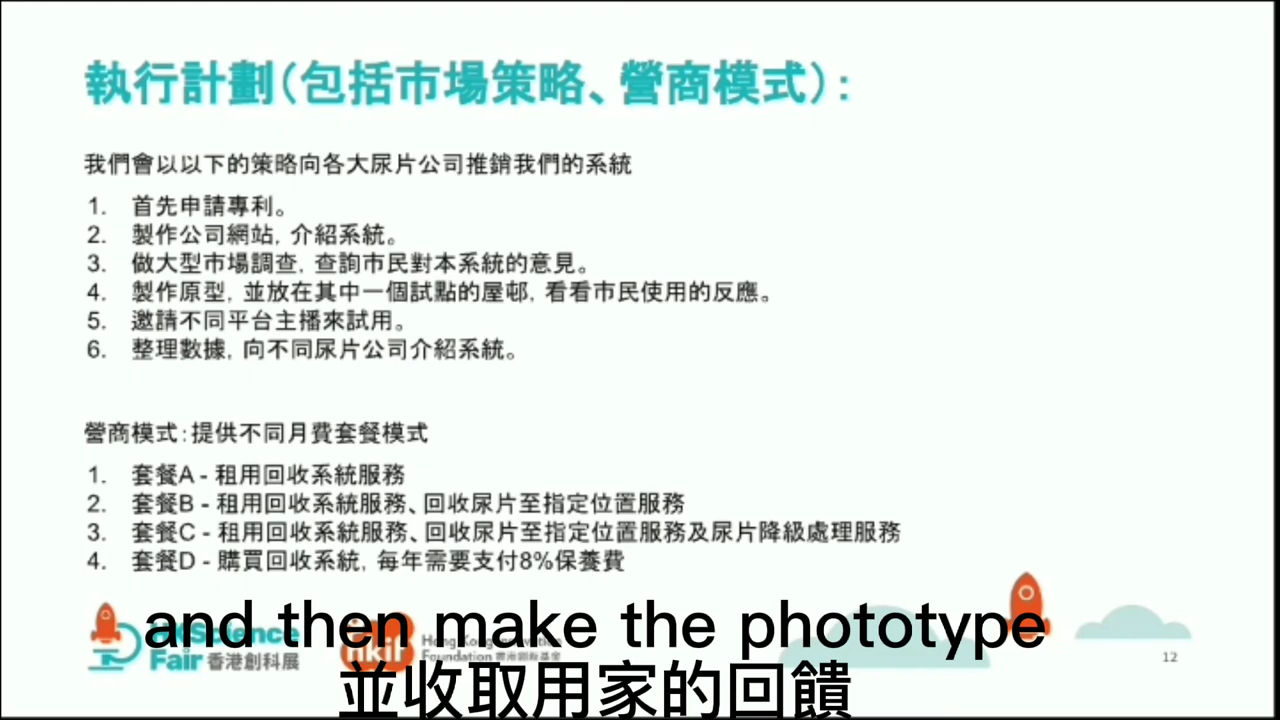 執行計劃（包括市場策略、營商模式）：
我們會以以下的策略向各大尿片公司推銷我們的系統
1. 首先申請專利。
2. 製作公司網站，介紹系統。
3. 做大型市場調查，查詢市民對本系統的意見。
4. 製作原型，並放在其中一個試點的屋邨，看看市民使用的反應。
5. 邀請不同平台主播來試用。
6. 整理數據，向不同尿片公司介紹系統。
營商模式：提供不同月費套餐模式
1. 套餐A - 租用回收系統服務
2. 套餐B - 租用回收系統服務、回收尿片至指定位置服務
3. 套餐C - 租用回收系統服務、回收尿片至指定位置服務及尿片降級處理服務
4. 套餐D - 購買回收系統，每年需要支付8%保養費
and then make the phototype
並收取用家的回饋
HKScience
Fair 香港創科展
hkif
Hong Kong Innovation
Foundation 香港創新基金
12